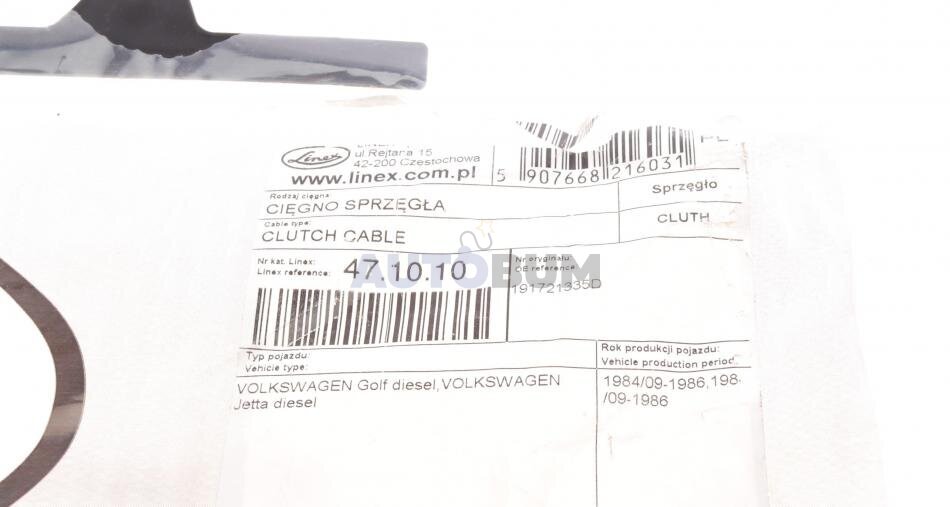 Linex
ul Rejtana 15
42-200 Częstochowa
www.linex.com.pl
5 907668 216031
Rodzaj cięgna:
CIĘGNO SPRZĘGŁA
Sprzęgło
Cable type:
CLUTCH CABLE
CLUTH
Nr kat. Linex:
Linex reference:
47.10.10
Nr oryginału:
OE reference:
191721335D
AUTOBUM
Typ pojazdu:
Vehicle type:
Rok produkcji pojazdu:
Vehicle production period:
VOLKSWAGEN Golf diesel,VOLKSWAGEN
Jetta diesel
1984/09-1986,198
/09-1986